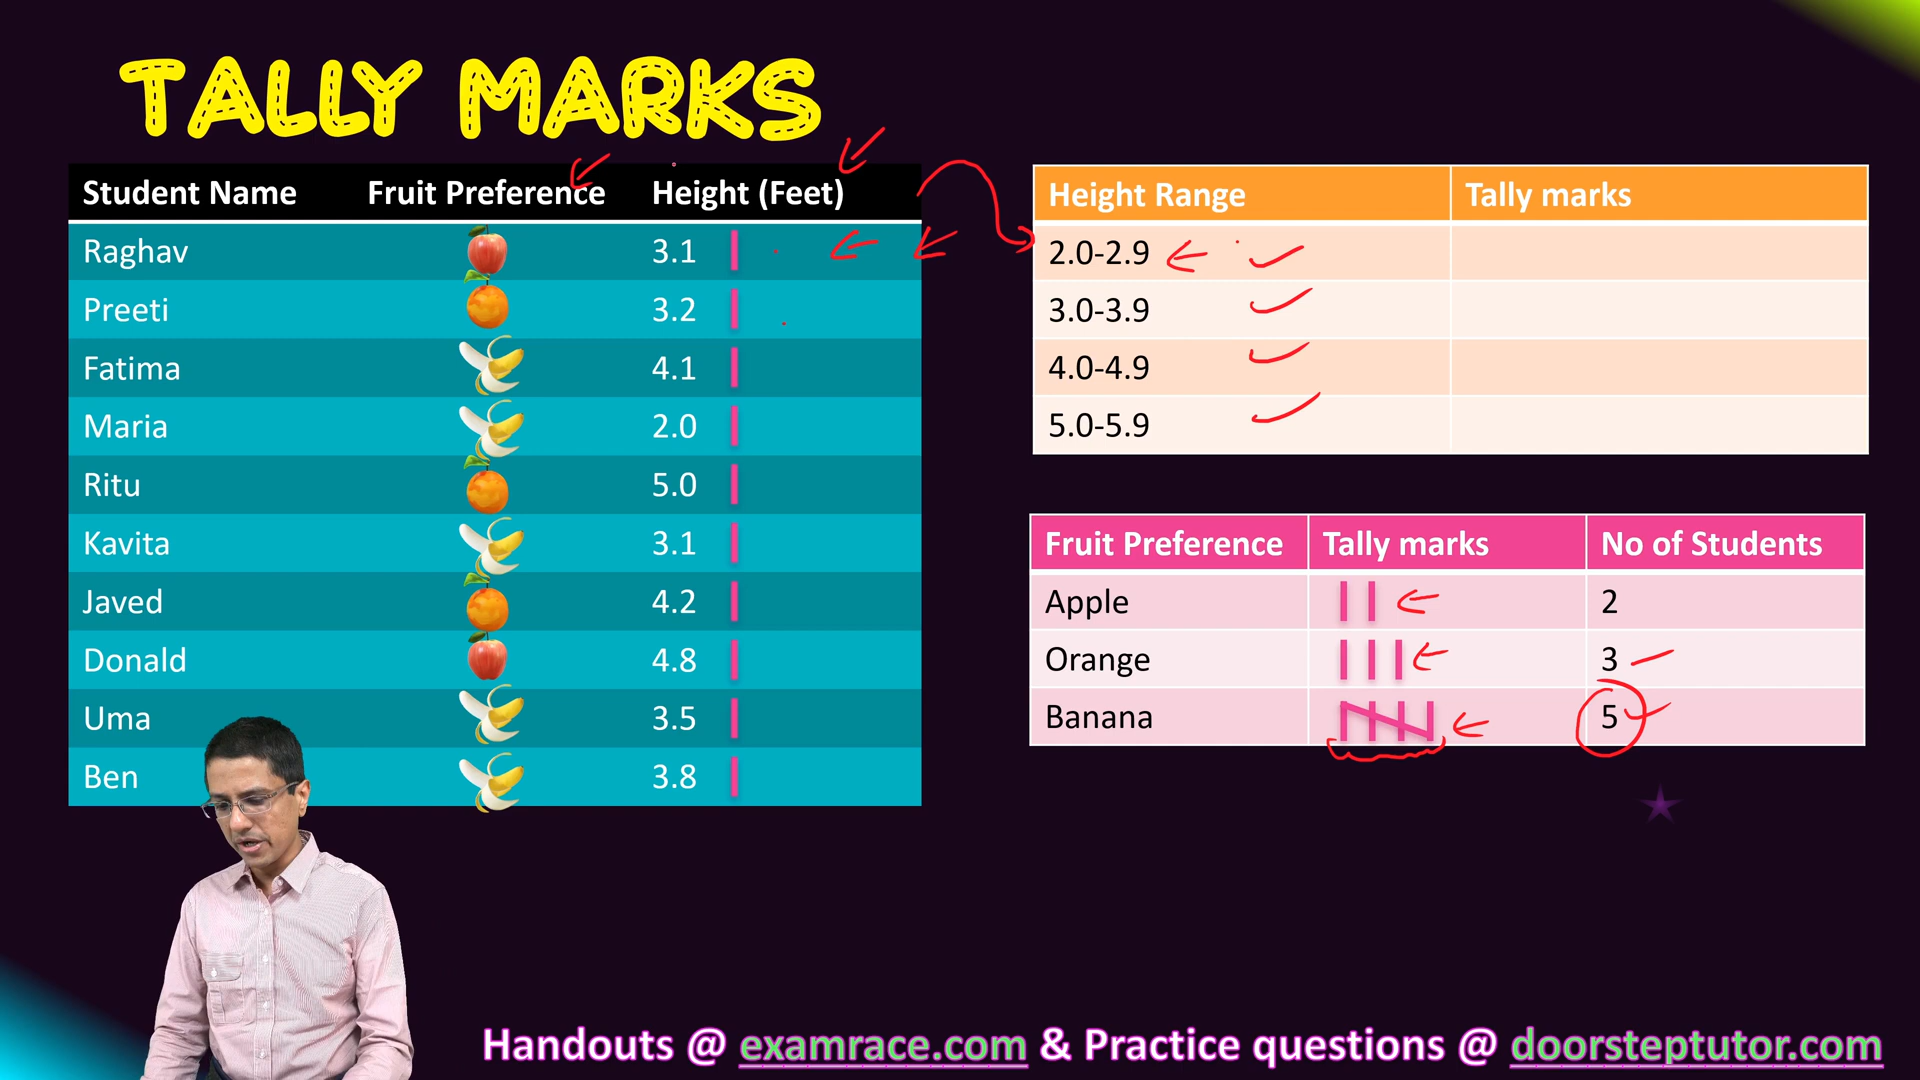 TALLY MARKS
Student Name Fruit Preference Height (Feet)
Raghav 3.1
Preeti 3.2
Fatima 4.1
Maria 2.0
Ritu 5.0
Kavita 3.1
Javed 4.2
Donald 4.8
Uma 3.5
Ben 3.8
Height Range Tally marks
2.0-2.9
3.0-3.9
4.0-4.9
5.0-5.9
Fruit Preference Tally marks No of Students
Apple 2
Orange 3
Banana 5
Handouts @ examrace.com & Practice questions @ doorsteptutor.com